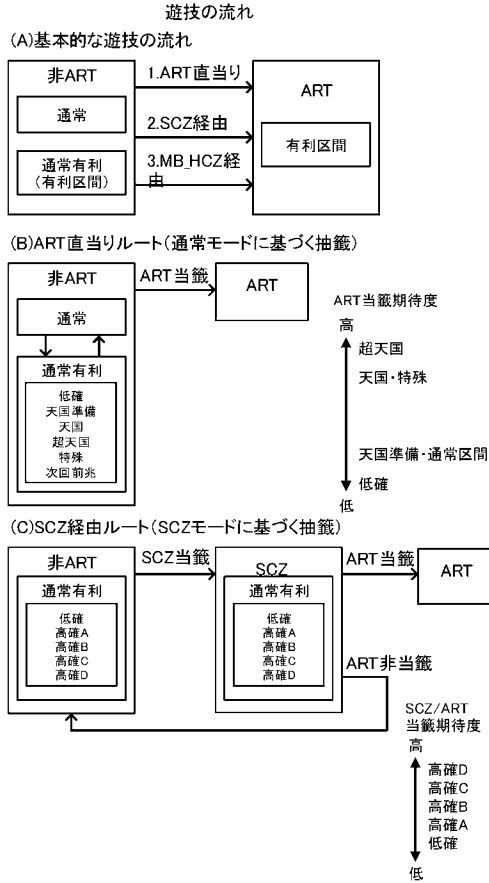 遊技の流れ
(A)基本的な遊技の流れ
非ART
通常
通常有利
(有利区間)
1.ART直当り
2.SCZ経由
3.MB_HCZ経
由
ART
有利区間
(B)ART直当りルート(通常モードに基づく抽籤)
非ART
通常
通常有利
低確
天国準備
天国
超天国
特殊
次回前兆
ART当籤
ART
ART当籤期待度
高
超天国
天国・特殊
天国準備・通常区間
低確
低
(C)SCZ経由ルート(SCZモードに基づく抽籤)
非ART
通常有利
低確
高確A
高確B
高確C
高確D
SCZ当籤
SCZ
通常有利
低確
高確A
高確B
高確C
高確D
ART当籤
ART
ART非当籤
SCZ/ART
当籤期待度
高
高確D
高確C
高確B
高確A
低確
低